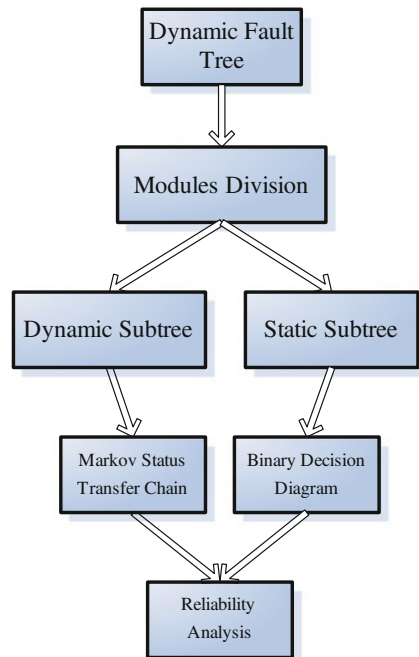 Dynamic Fault
Tree
Modules Division
Dynamic Subtree
Static Subtree
Markov Status
Transfer Chain
Binary Decision
Diagram
Reliability
Analysis